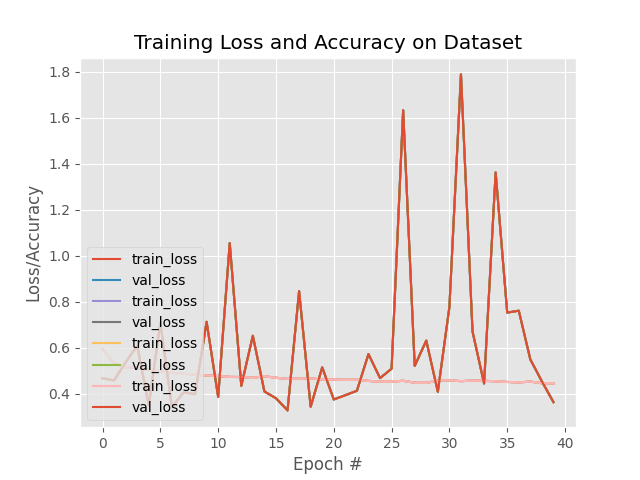 Training Loss and Accuracy on Dataset
1.8
1.6
1.4
1.2
1.0
0.8
0.6
0.4
Loss/Accuracy
train_loss
val_loss
train_loss
val_loss
train_loss
val_loss
train_loss
val_loss
0 5 10 15 20 25 30 35 40
Epoch #